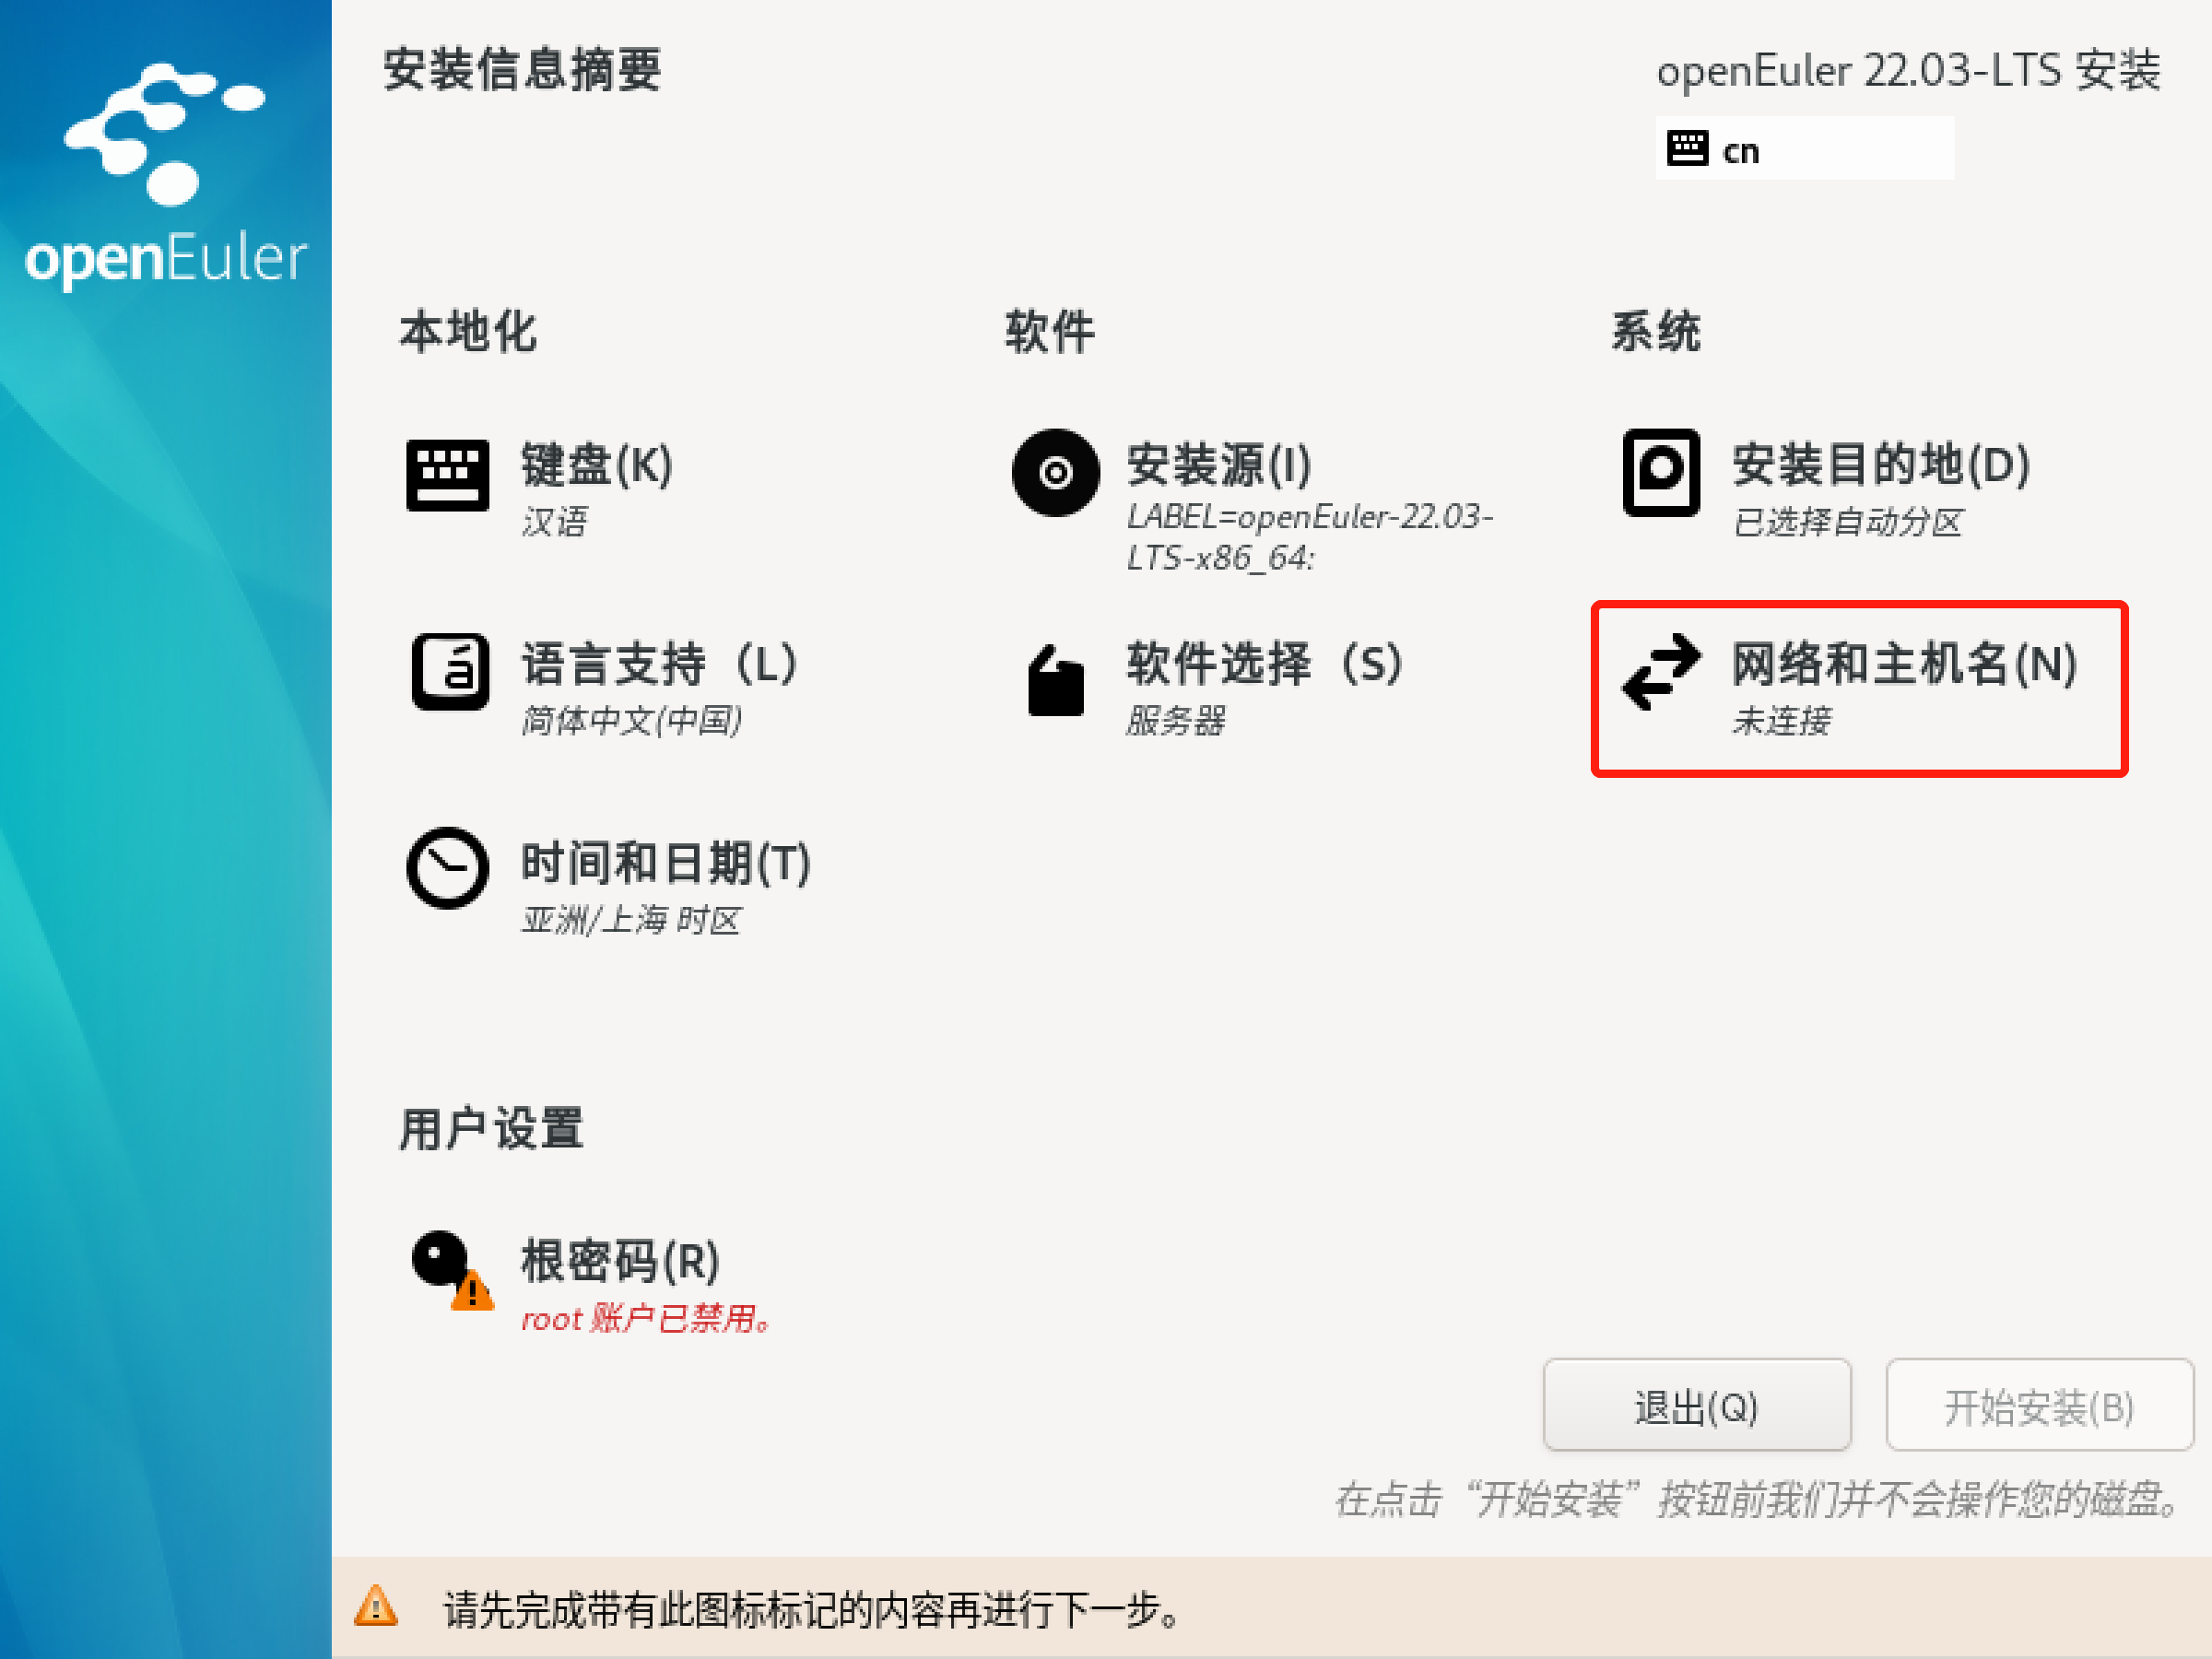 openEuler
安装信息摘要
openEuler 22.03-LTS 安装
cn
本地化
键盘(K)
汉语
语言支持（L）
简体中文(中国)
时间和日期(T)
亚洲/上海 时区
软件
安装源(I)
LABEL=openEuler-22.03-
LTS-x86_64:
软件选择（S）
服务器
系统
安装目的地(D)
已选择自动分区
网络和主机名(N)
未连接
用户设置
根密码(R)
root 账户已禁用。
退出(Q)
开始安装(B)
在点击“开始安装”按钮前我们并不会操作您的磁盘。
请先完成带有此图标标记的内容再进行下一步。